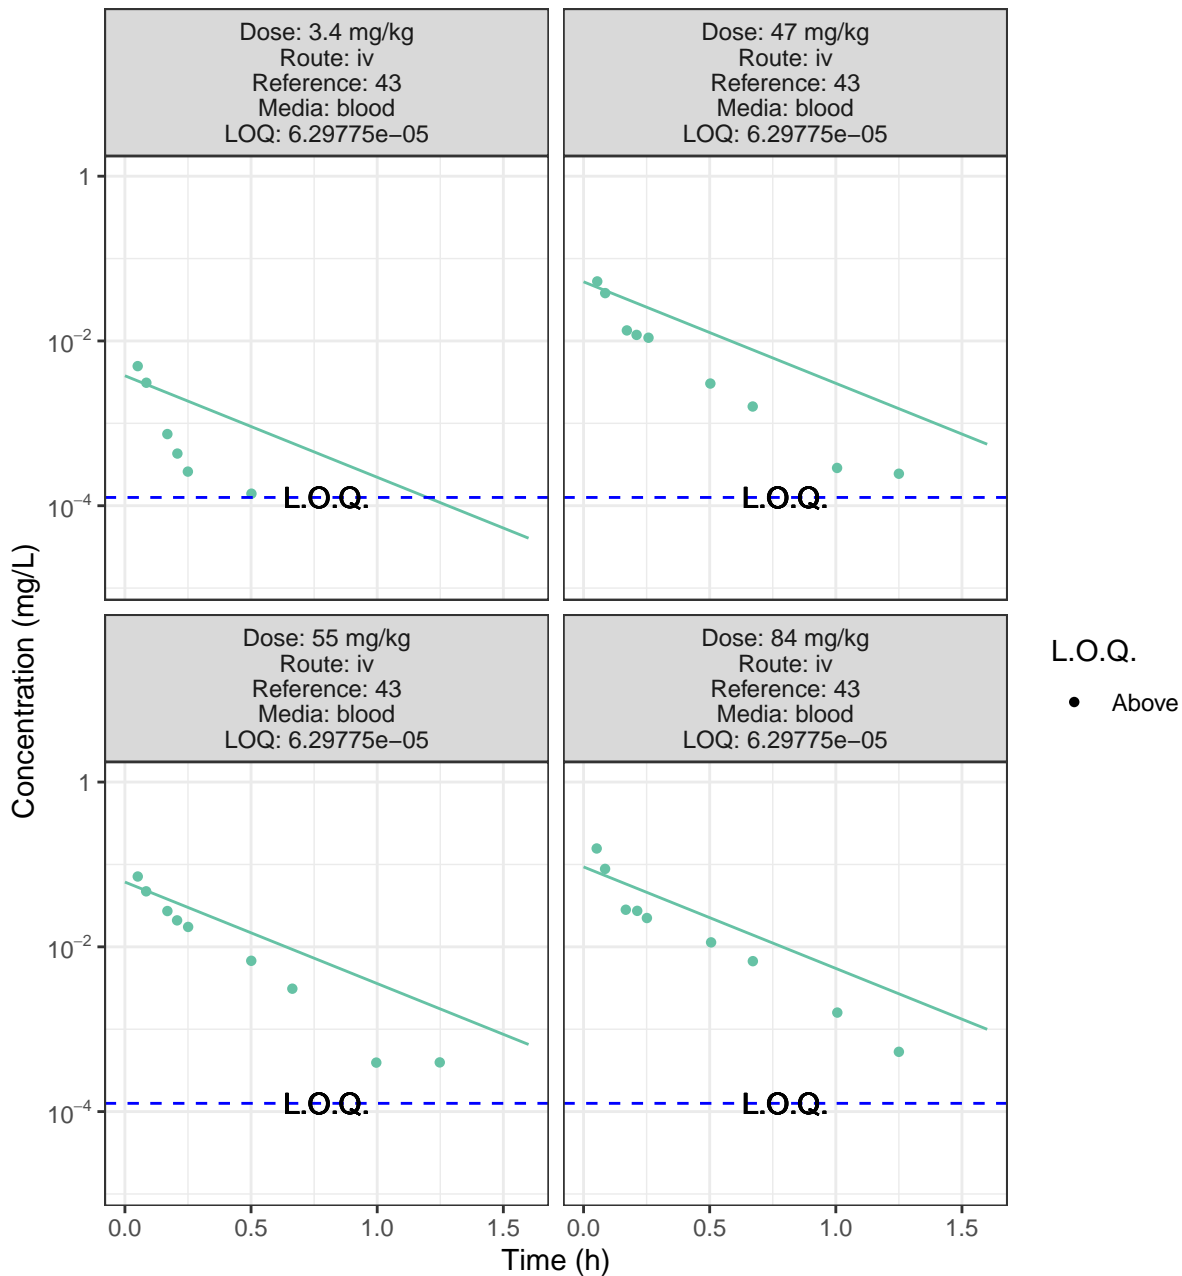 Dose: 3.4 mg/kg
Route: iv
Reference: 43
Media: blood
LOQ: 6.29775e−05
Dose: 47 mg/kg
Route: iv
Reference: 43
Media: blood
LOQ: 6.29775e−05
1
10⁻²
10⁻⁴
L.O.Q.
L.O.Q.
Concentration (mg/L)
Dose: 55 mg/kg
Route: iv
Reference: 43
Media: blood
LOQ: 6.29775e−05
Dose: 84 mg/kg
Route: iv
Reference: 43
Media: blood
LOQ: 6.29775e−05
1
10⁻²
10⁻⁴
L.O.Q.
L.O.Q.
0.0 0.5 1.0 1.5
0.0 0.5 1.0 1.5
Time (h)
L.O.Q.
Above